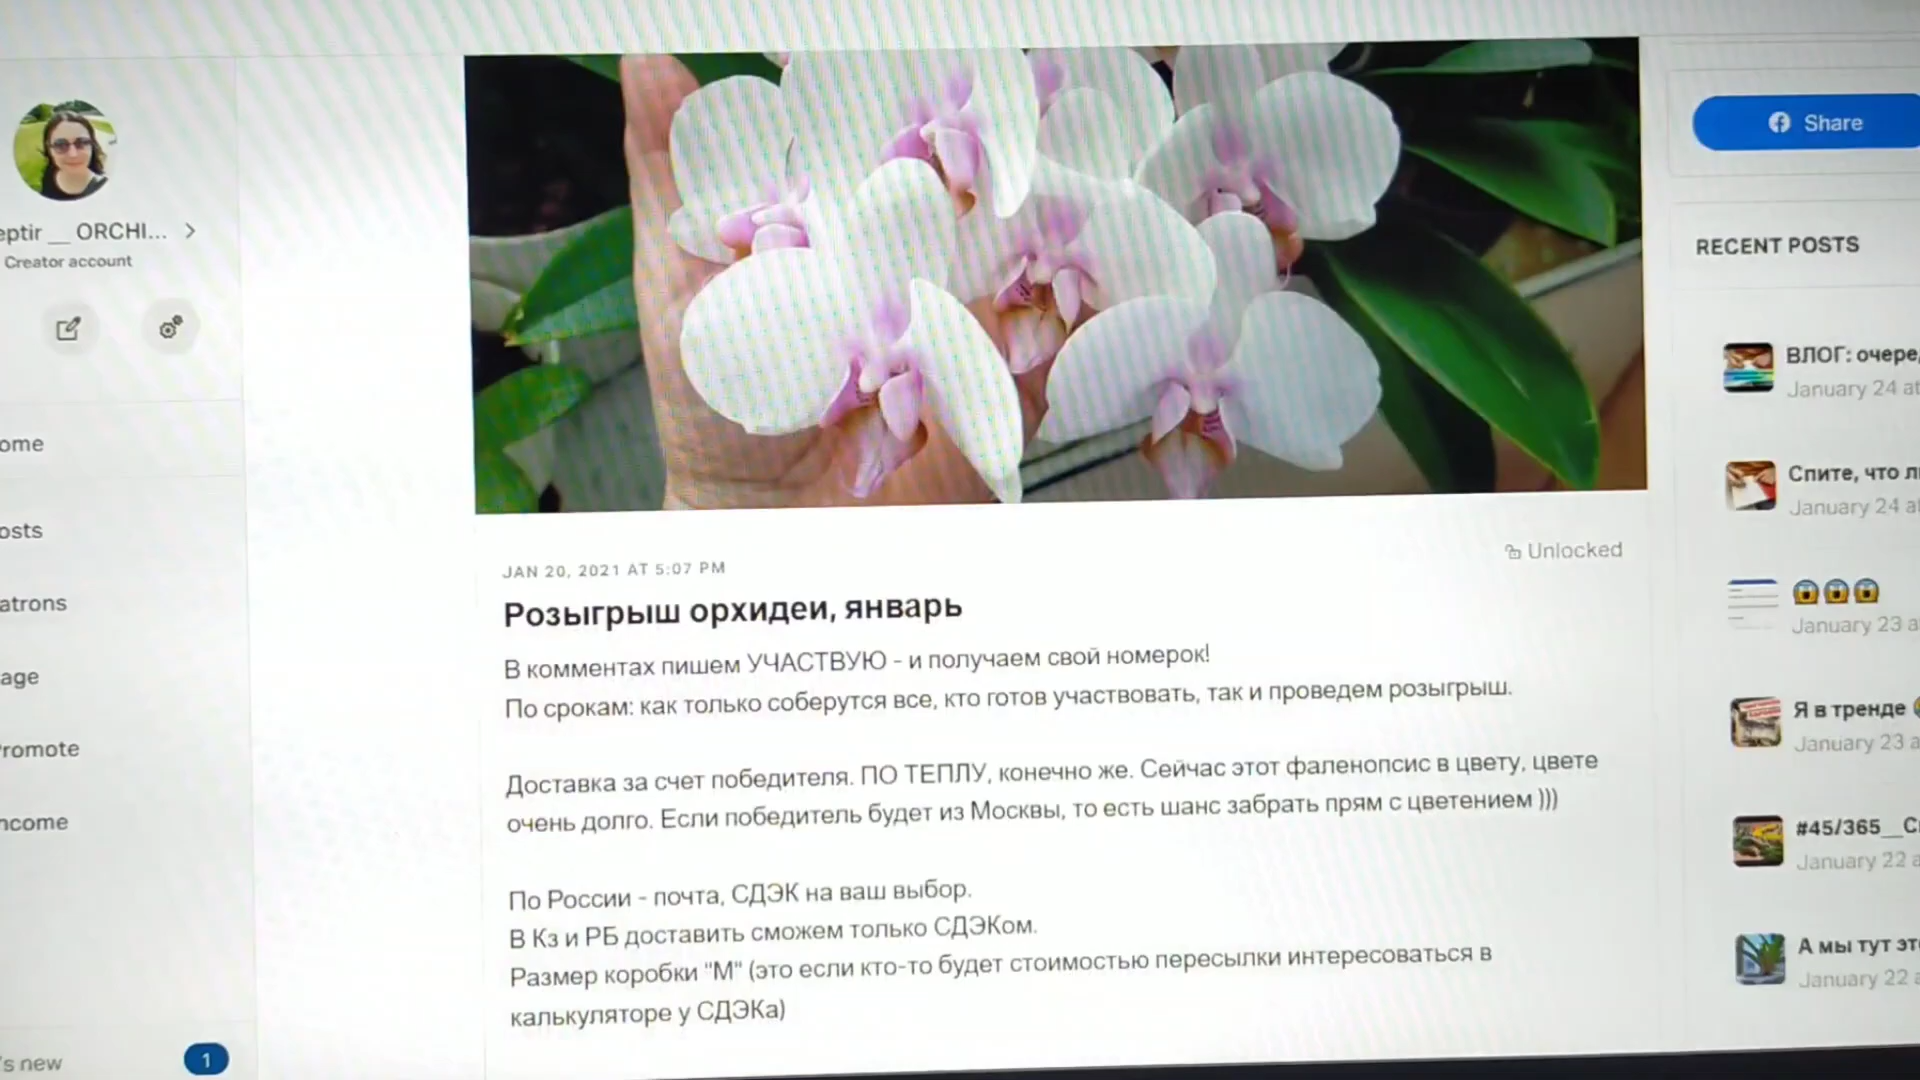 eptir __ ORCHI...
Creator account
ome
osts
atrons
age
romote
ncome
's new
1
JAN 20, 2021 AT 5:07 PM
Unlocked
Розыгрыш орхидеи, январь
В комментах пишем УЧАСТВУЮ - и получаем свой номерок!
По срокам: как только соберутся все, кто готов участвовать, так и проведем розыгрыш.
Доставка за счет победителя. ПО ТЕПЛУ, конечно же. Сейчас этот фаленопсис в цвету, цвете
очень долго. Если победитель будет из Москвы, то есть шанс забрать прям с цветением )))
По России - почта, СДЭК на ваш выбор.
В Кз и РБ доставить сможем только СДЭКом.
Размер коробки "М" (это если кто-то будет стоимостью пересылки интересоваться в
калькуляторе у СДЭКа)
Share
RECENT POSTS
ВЛОГ: очеред
January 24 at
Спите, что л
January 24 a
January 23 a
Я в тренде
January 23 a
#45/365__С
January 22 a
А мы тут эт
January 22 a